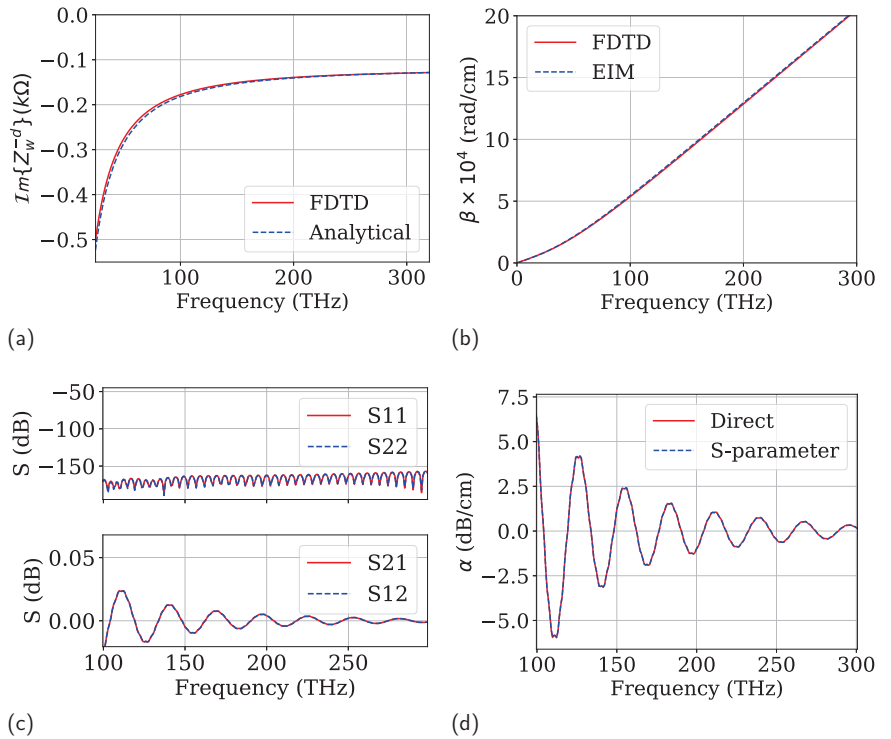 0.0
−0.1
−0.2
−0.3
−0.4
−0.5
ℐm{Z_w^{−d}}(kΩ)
FDTD
Analytical
100
200
300
Frequency (THz)
(a)
20
15
10
5
0
β × 10⁴ (rad/cm)
FDTD
EIM
0
100
200
300
Frequency (THz)
(b)
−50
−100
−150
S (dB)
S11
S22
0.05
0.00
S (dB)
S21
S12
100
150
200
250
Frequency (THz)
(c)
7.5
5.0
2.5
0.0
−2.5
−5.0
α (dB/cm)
Direct
S-parameter
100
150
200
250
300
Frequency (THz)
(d)